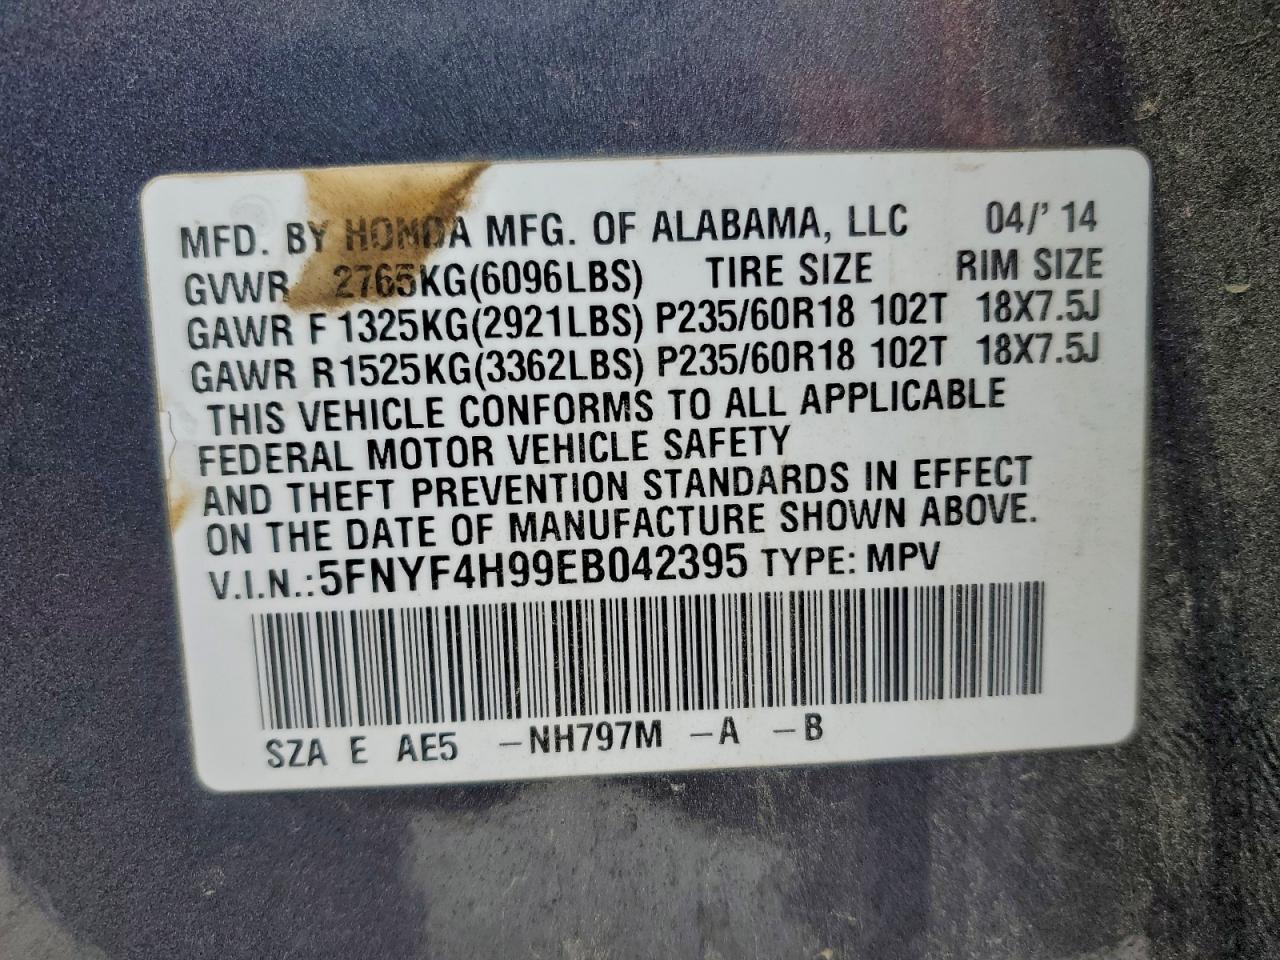 MFD. BY HONDA MFG. OF ALABAMA, LLC 04/' 14
GVWR 2765KG(6096LBS) TIRE SIZE RIM SIZE
GAWR F 1325KG(2921LBS) P235/60R18 102T 18X7.5J
GAWR R1525KG(3362LBS) P235/60R18 102T 18X7.5J
THIS VEHICLE CONFORMS TO ALL APPLICABLE
FEDERAL MOTOR VEHICLE SAFETY
AND THEFT PREVENTION STANDARDS IN EFFECT
ON THE DATE OF MANUFACTURE SHOWN ABOVE.
V.I.N.:5FNYF4H99EB042395 TYPE: MPV
SZA E AE5 -NH797M -A -B